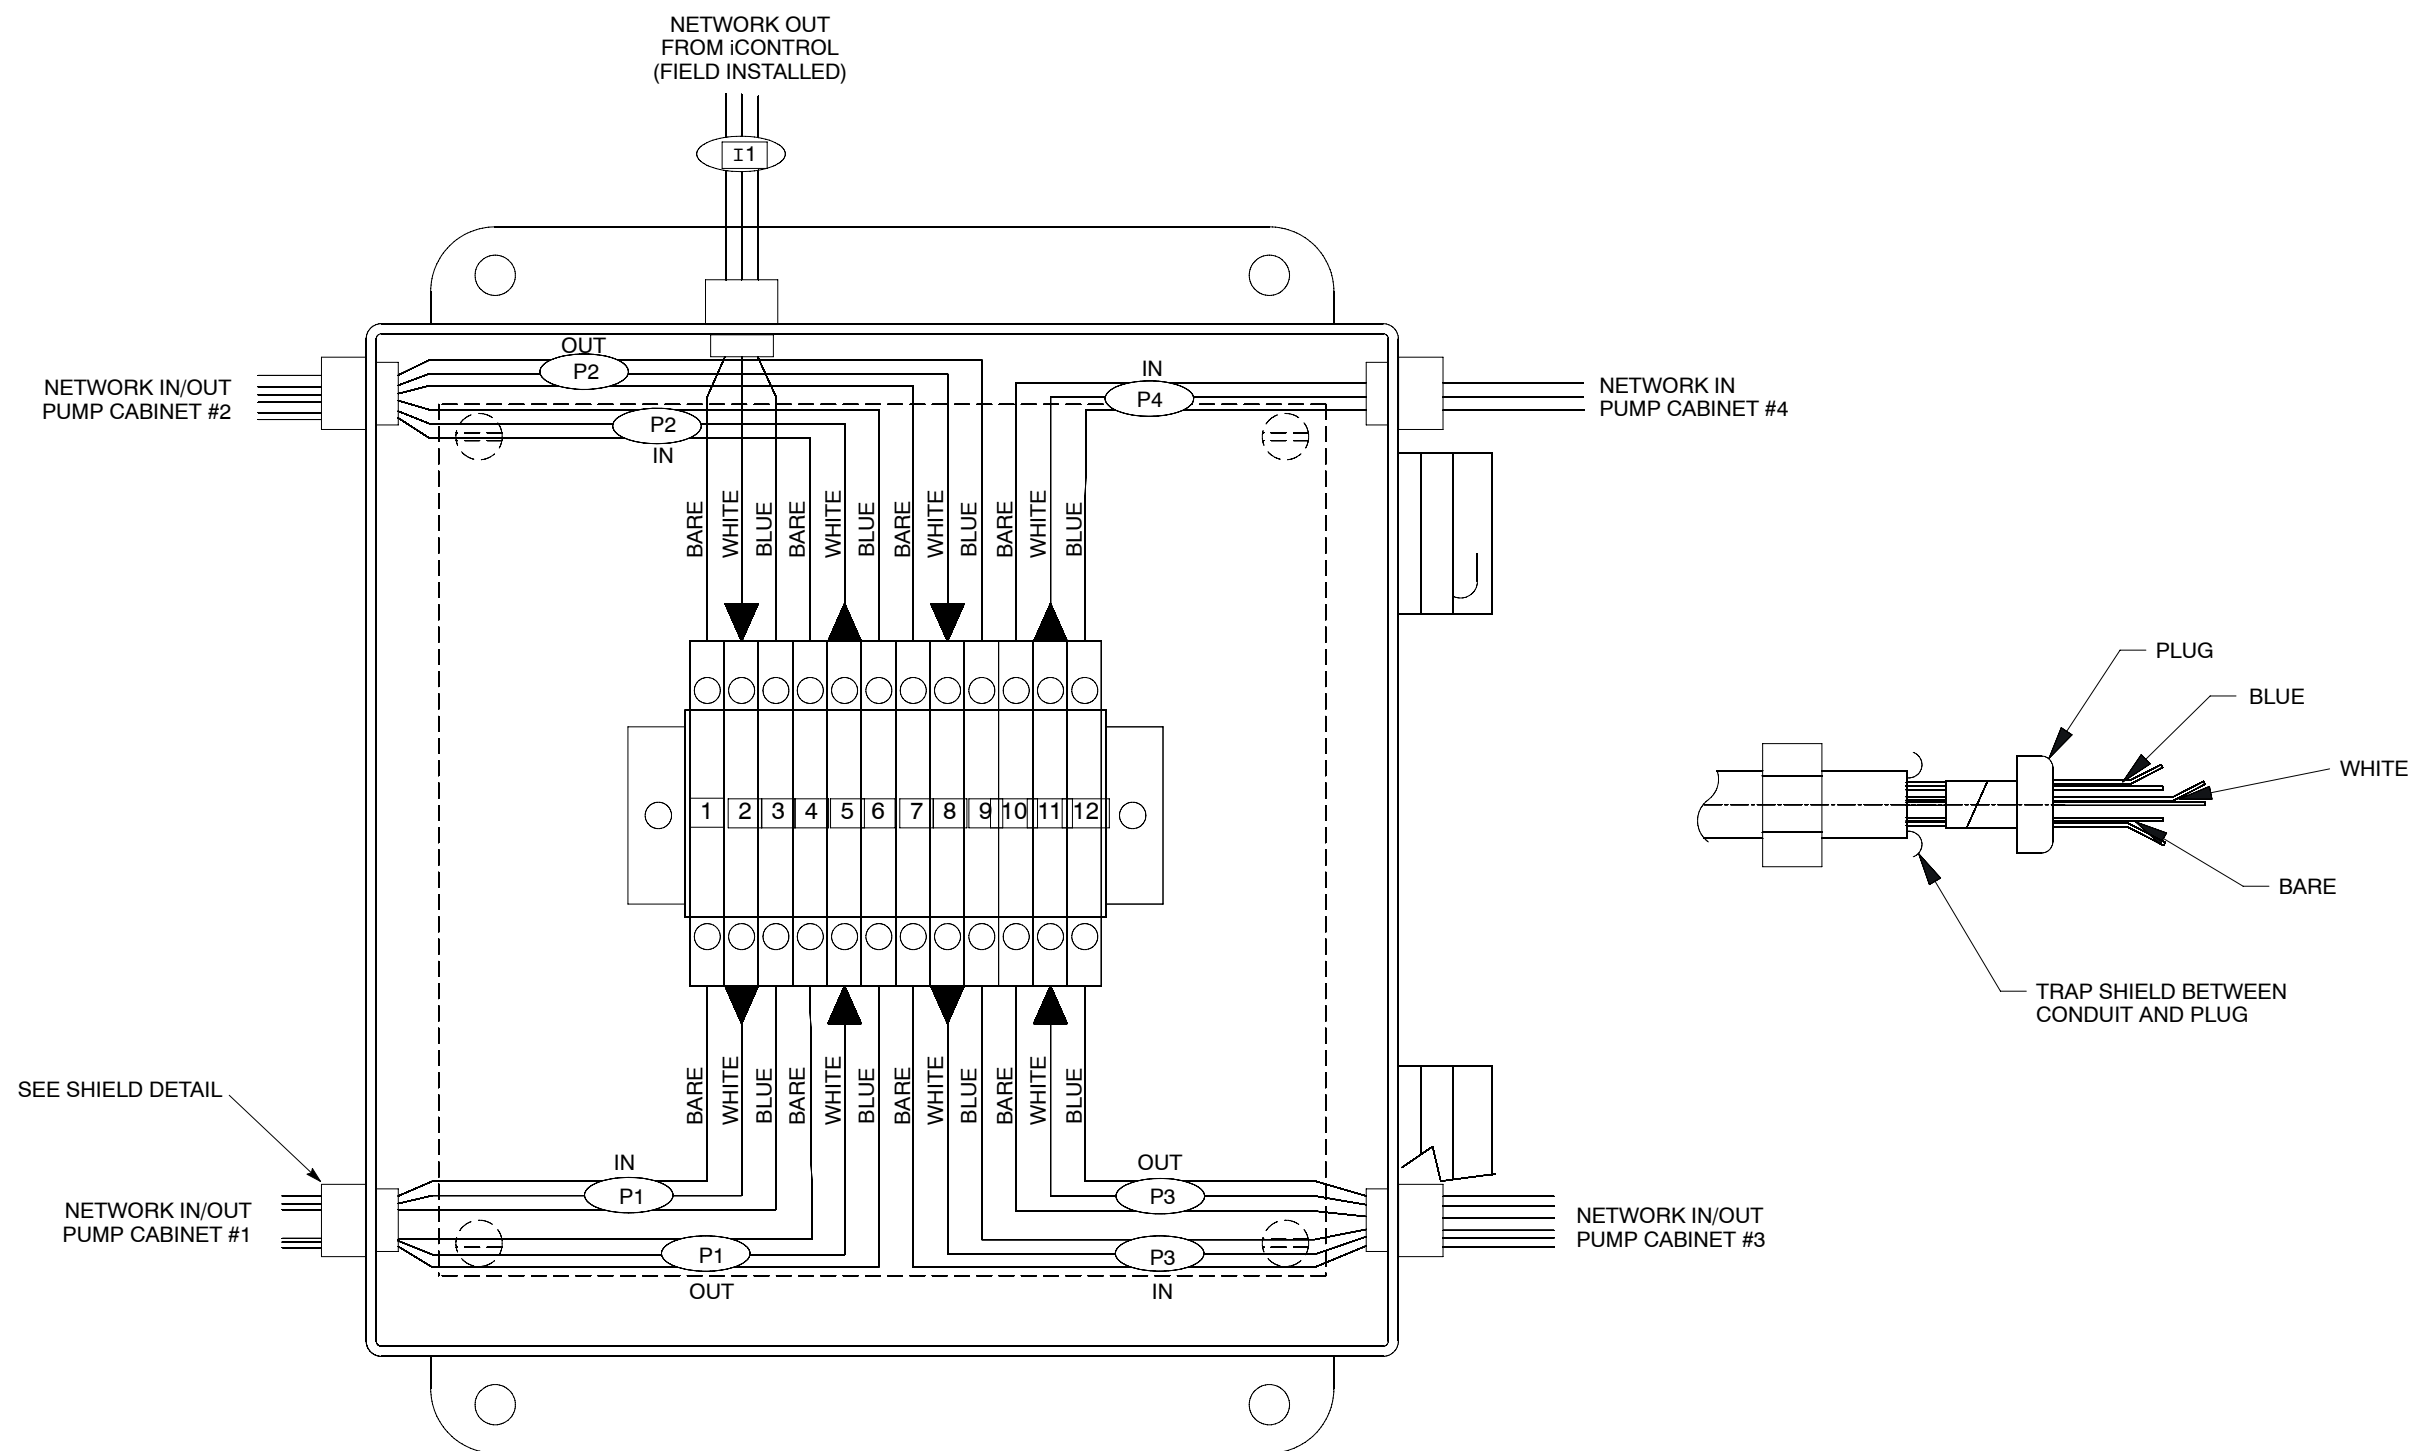 NETWORK OUT
FROM iCONTROL
(FIELD INSTALLED)
I1
OUT
P2
NETWORK IN/OUT
PUMP CABINET #2
P2
IN
IN
P4
NETWORK IN
PUMP CABINET #4
BARE
WHITE
BLUE
BARE
WHITE
BLUE
BARE
WHITE
BLUE
BARE
WHITE
BLUE
1 2 3 4 5 6 7 8 9 10 11 12
BARE
WHITE
BLUE
BARE
WHITE
BLUE
BARE
WHITE
BLUE
BARE
WHITE
BLUE
SEE SHIELD DETAIL
IN
P1
NETWORK IN/OUT
PUMP CABINET #1
P1
OUT
OUT
P3
NETWORK IN/OUT
PUMP CABINET #3
P3
IN
PLUG
BLUE
WHITE
BARE
TRAP SHIELD BETWEEN
CONDUIT AND PLUG